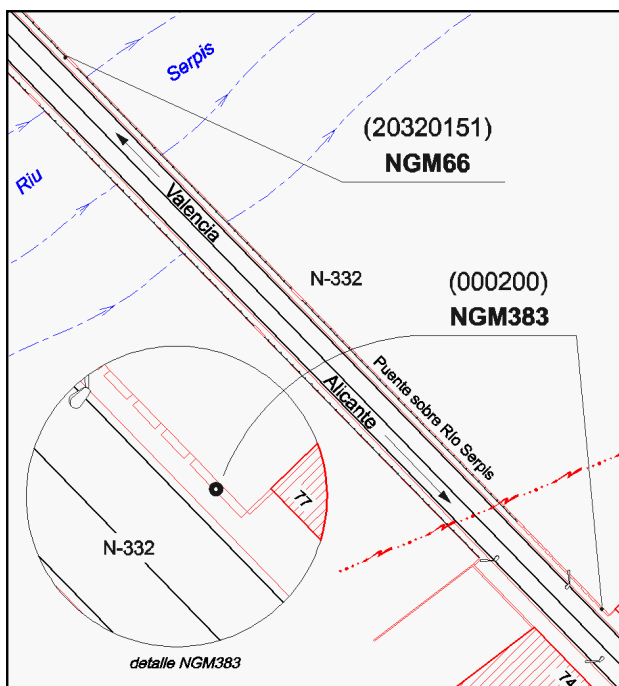 Serpis
Riu
(20320151)
NGM66
Valencia
N-332
(000200)
NGM383
Puente sobre Río Serpis
Alicante
77
N-332
detalle NGM383
74